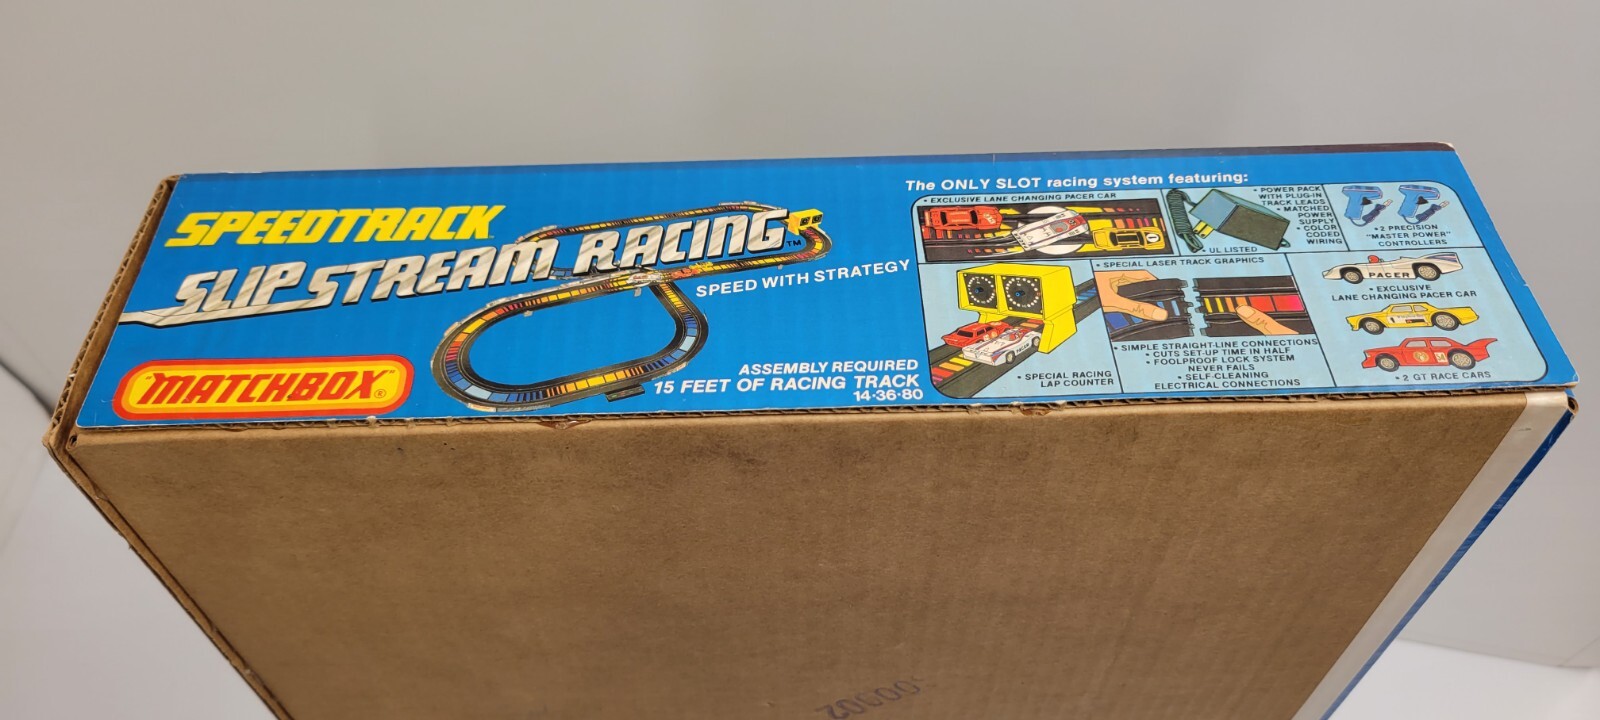 SPEEDTRACK
SLIPSTREAM RACING™
SPEED WITH STRATEGY
"MATCHBOX"®
ASSEMBLY REQUIRED
15 FEET OF RACING TRACK
14·36·80
The ONLY SLOT racing system featuring:
• EXCLUSIVE LANE CHANGING PACER CAR
• POWER PACK
WITH PLUG-IN
TRACK LEADS
• MATCHED
POWER
SUPPLY
• COLOR
CODED
WIRING
• UL LISTED
• 2 PRECISION
"MASTER POWER"
CONTROLLERS
• SPECIAL RACING
LAP COUNTER
• SPECIAL LASER TRACK GRAPHICS
• SIMPLE STRAIGHT-LINE CONNECTIONS
• CUTS SET-UP TIME IN HALF
• FOOLPROOF LOCK SYSTEM
NEVER FAILS
• SELF-CLEANING
ELECTRICAL CONNECTIONS
PACER
• EXCLUSIVE
LANE CHANGING PACER CAR
• 2 GT RACE CARS